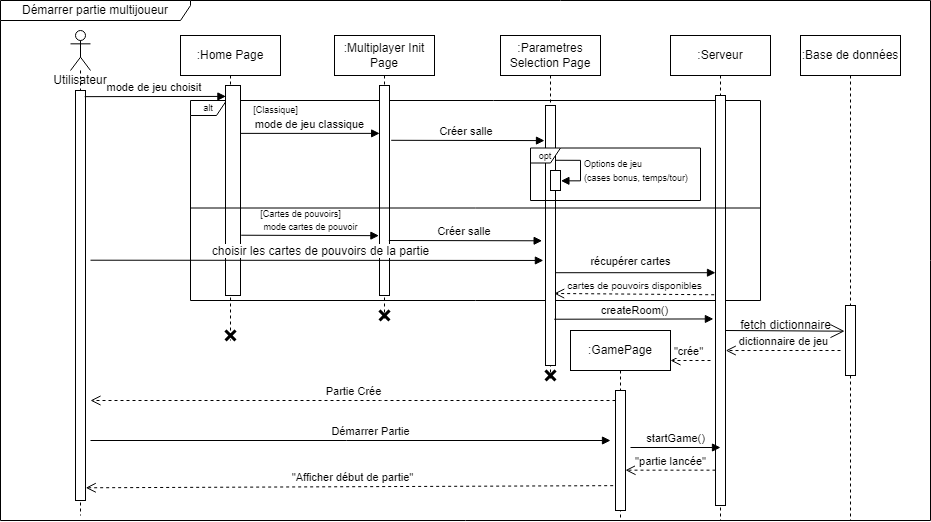 Démarrer partie multijoueur
Utilisateur
:Home Page
:Multiplayer Init
Page
:Parametres
Selection Page
:Serveur
:Base de données
mode de jeu choisit
alt
[Classique]
mode de jeu classique
Créer salle
opt
Options de jeu
(cases bonus, temps/tour)
[Cartes de pouvoirs]
mode cartes de pouvoir
Créer salle
choisir les cartes de pouvoirs de la partie
récupérer cartes
cartes de pouvoirs disponibles
createRoom()
fetch dictionnaire
dictionnaire de jeu
:GamePage
"crée"
Partie Crée
Démarrer Partie
startGame()
"partie lancée"
"Afficher début de partie"